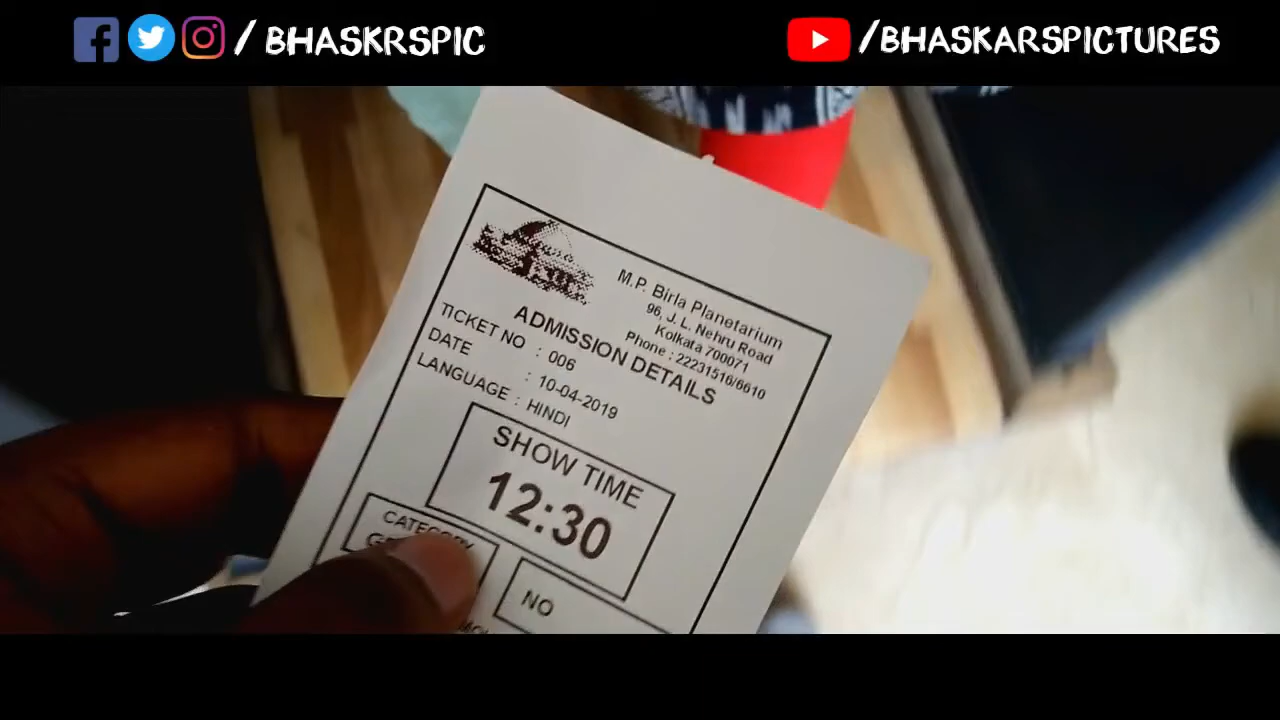 / BHASKRSPIC
/BHASKARSPICTURES
M.P. Birla Planetarium
96, J. L. Nehru Road
Kolkata 700071
Phone : 22231516/6610
ADMISSION DETAILS
TICKET NO : 006
DATE : 10-04-2019
LANGUAGE : HINDI
SHOW TIME
12:30
CATEGORY
NO